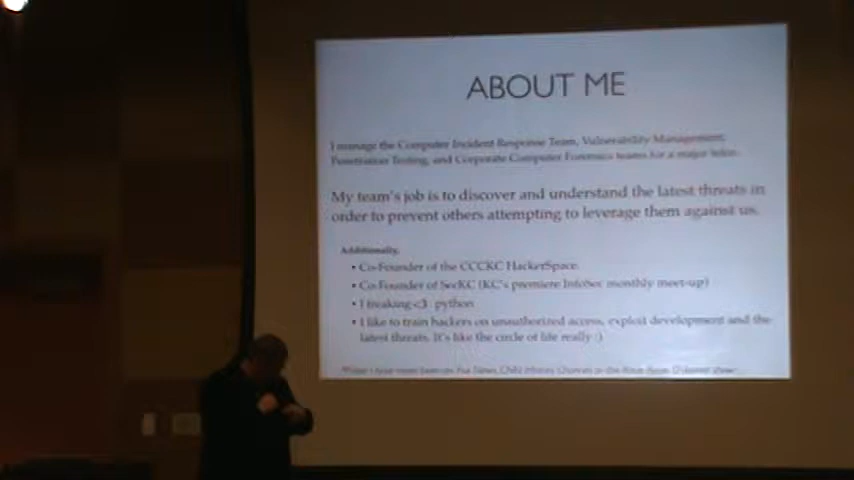 ABOUT ME
I manage the Computer Incident Response Team, Vulnerability Management,
Penetration Testing, and Corporate Computer Forensics teams for a major telco.
My team's job is to discover and understand the latest threats in
order to prevent others attempting to leverage them against us.
Additionally,
• Co-Founder of the CCCKC HackerSpace
• Co-Founder of SecKC (KC's premiere InfoSec monthly meet-up)
• I freaking <3 python
• I like to train hackers on unauthorized access, exploit development and the
latest threats. It's like the circle of life really :)